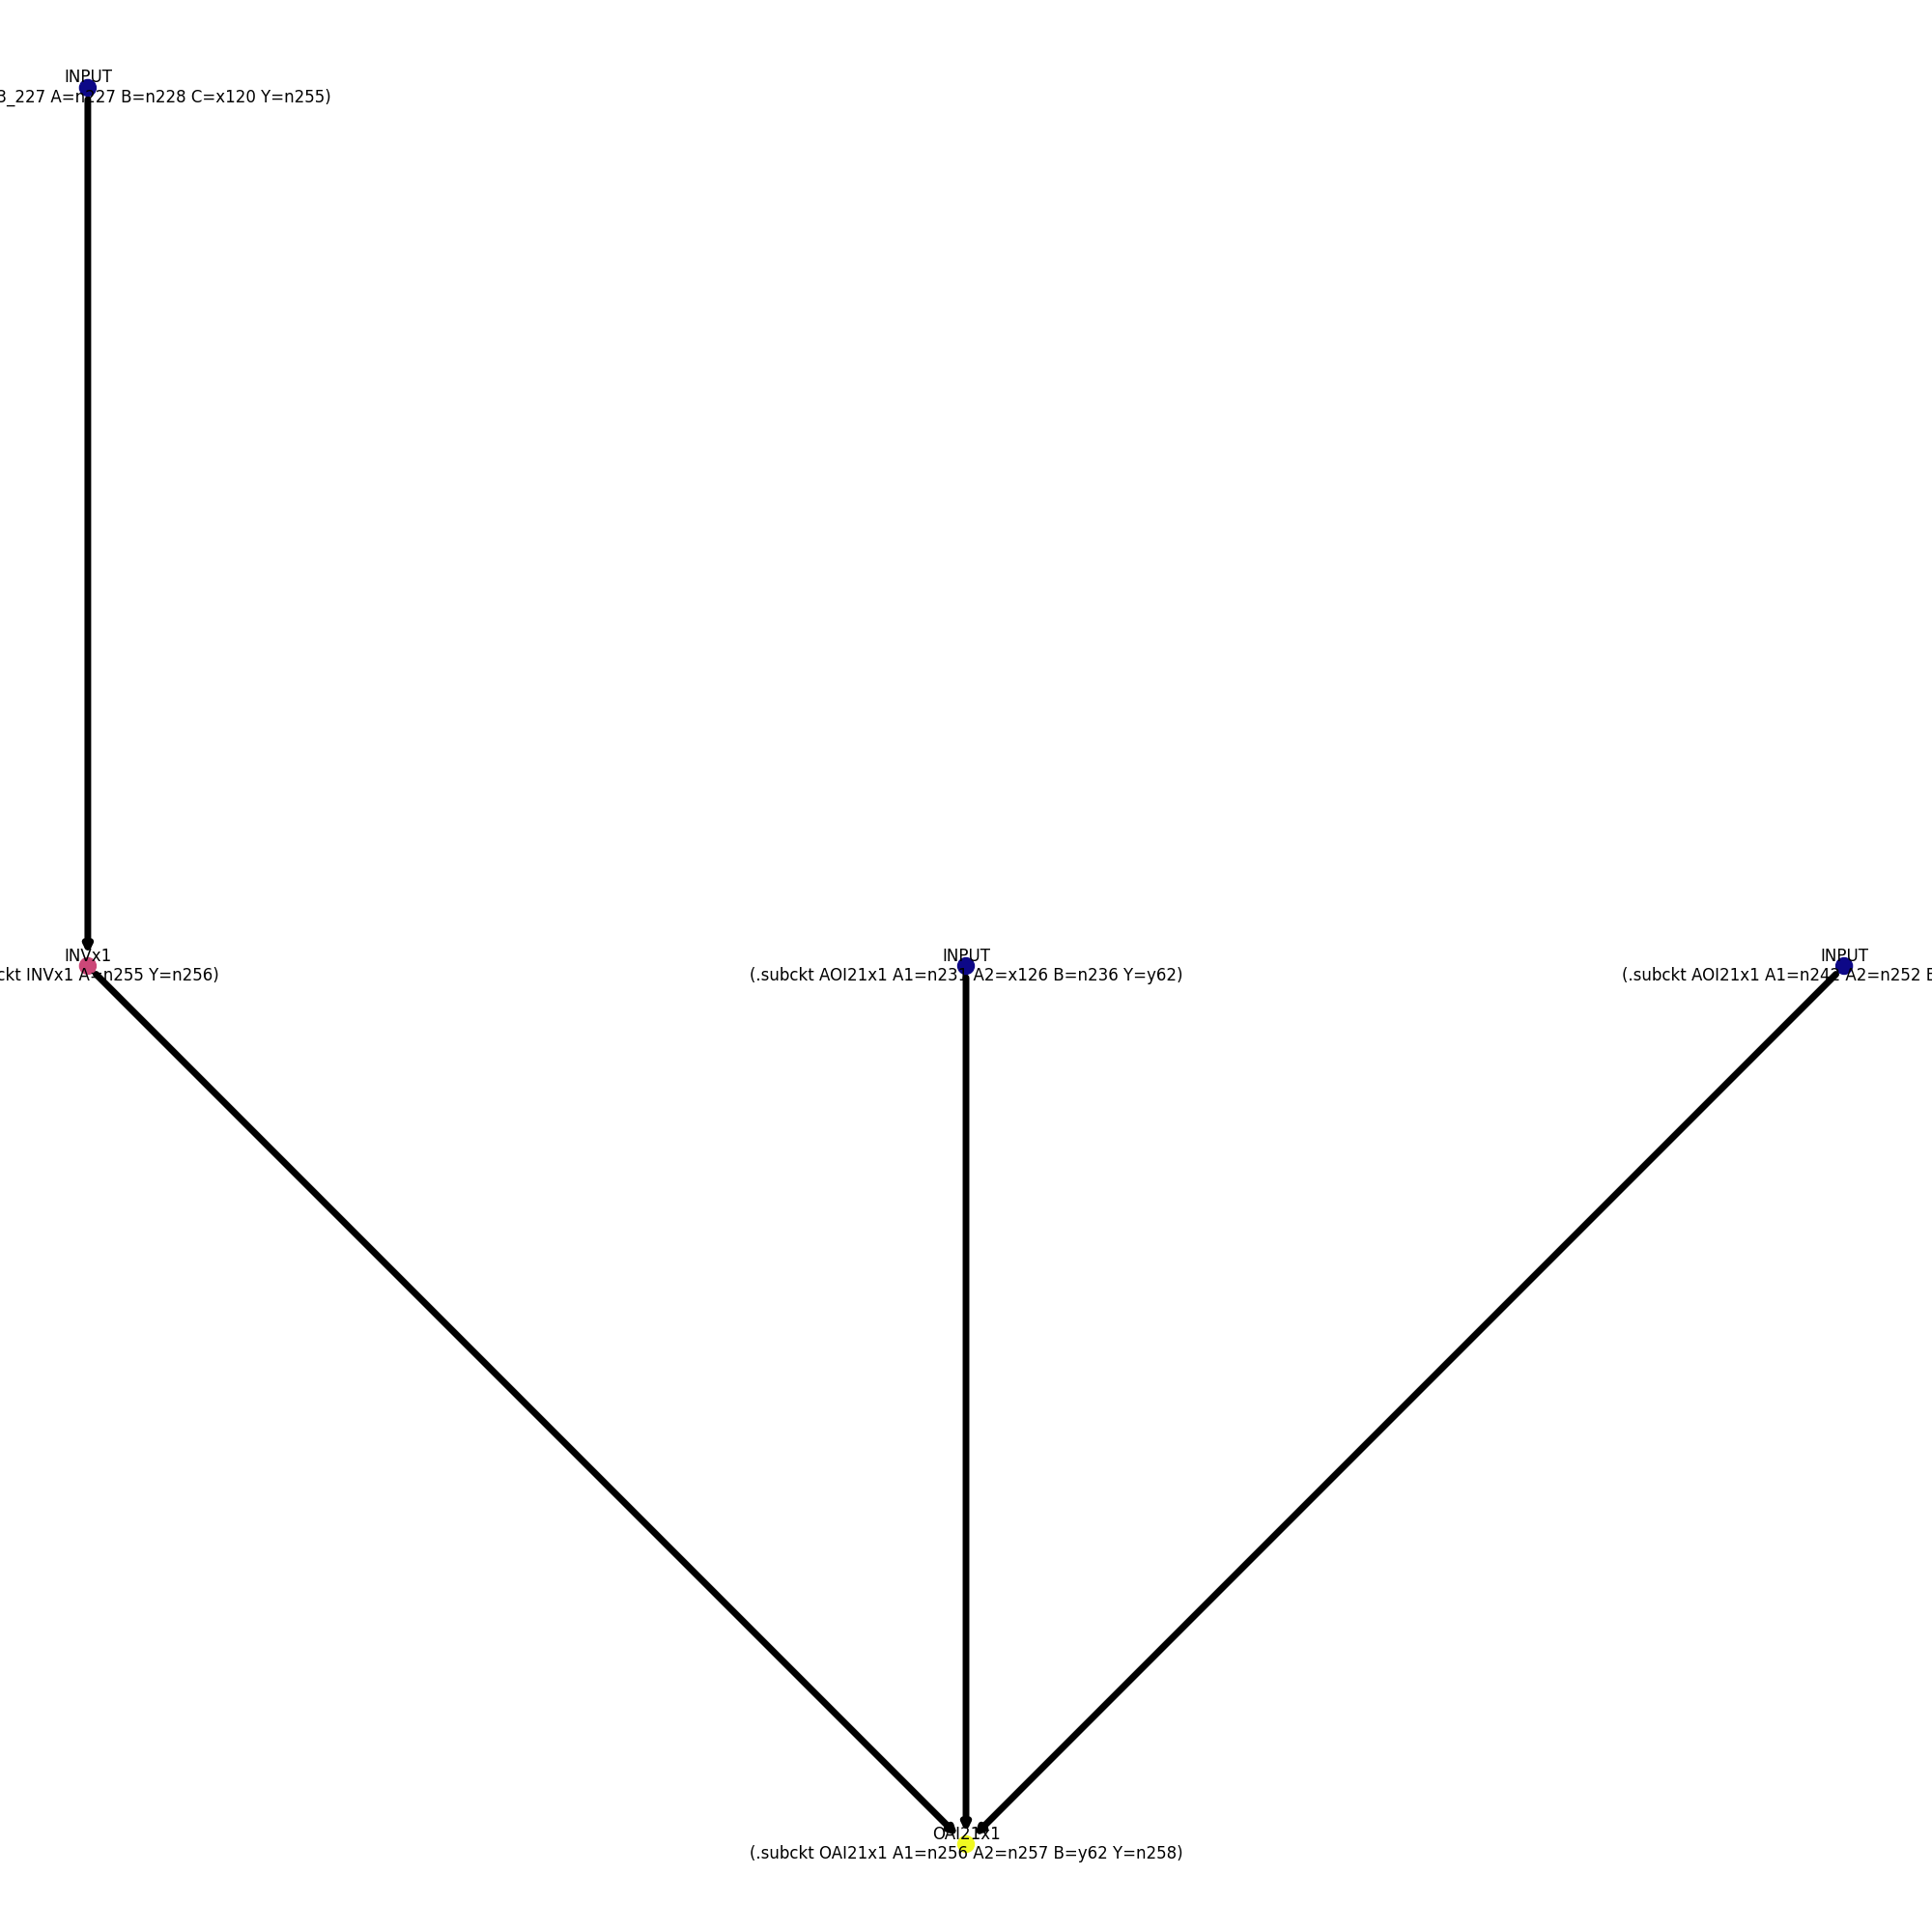 INPUT
3_227 A=n227 B=n228 C=x120 Y=n255)
INVx1
ckt INVx1 A=n255 Y=n256)
INPUT
(.subckt AOI21x1 A1=n231 A2=x126 B=n236 Y=y62)
INPUT
(.subckt AOI21x1 A1=n242 A2=n252
OAI21x1
(.subckt OAI21x1 A1=n256 A2=n257 B=y62 Y=n258)